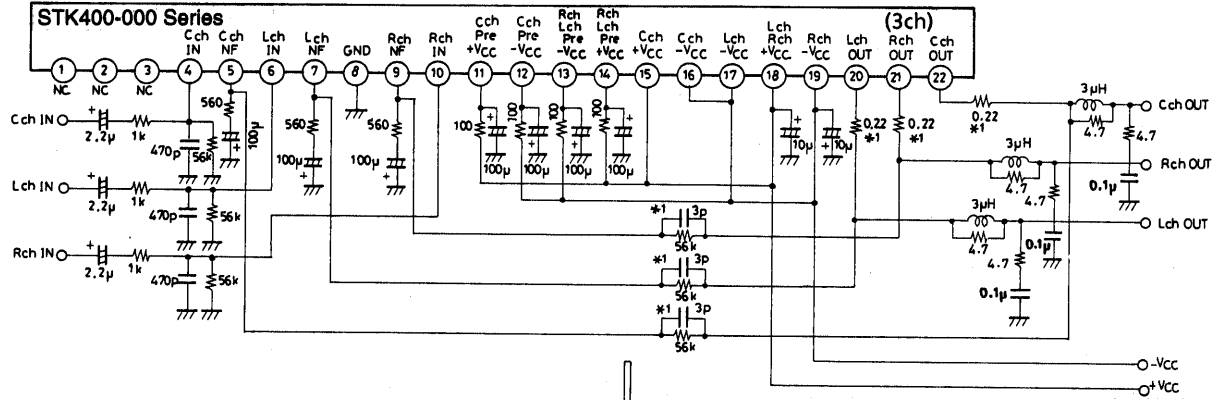 STK400-000 Series
(3ch)
Cch IN
Cch NF
Lch IN
Lch NF
GND
Rch NF
Rch IN
Cch Pre +VCC
Cch Pre -VCC
Rch Lch Pre -VCC
Rch Lch Pre +VCC
Cch +VCC
Cch -VCC
Lch -VCC
Lch Rch +VCC
Rch -VCC
Lch OUT
Rch OUT
Cch OUT
1 2 3 4 5 6 7 8 9 10 11 12 13 14 15 16 17 18 19 20 21 22
NC NC NC
Cch IN
+
2.2µ
1k
470p
56k
560
100µ
+
560
100µ
+
560
100µ
+
100
+
100µ
100
+
100µ
100
+
100µ
100
+
100µ
+
10µ
+
10µ
0.22
*1
0.22
*1
0.22
*1
3µH
4.7
Cch OUT
4.7
0.1µ
3µH
4.7
Rch OUT
4.7
0.1µ
3µH
4.7
Lch OUT
4.7
0.1µ
Lch IN
+
2.2µ
1k
470p
56k
Rch IN
+
2.2µ
1k
470p
56k
*1 3p
56k
*1 3p
56k
*1 3p
56k
-VCC
+VCC